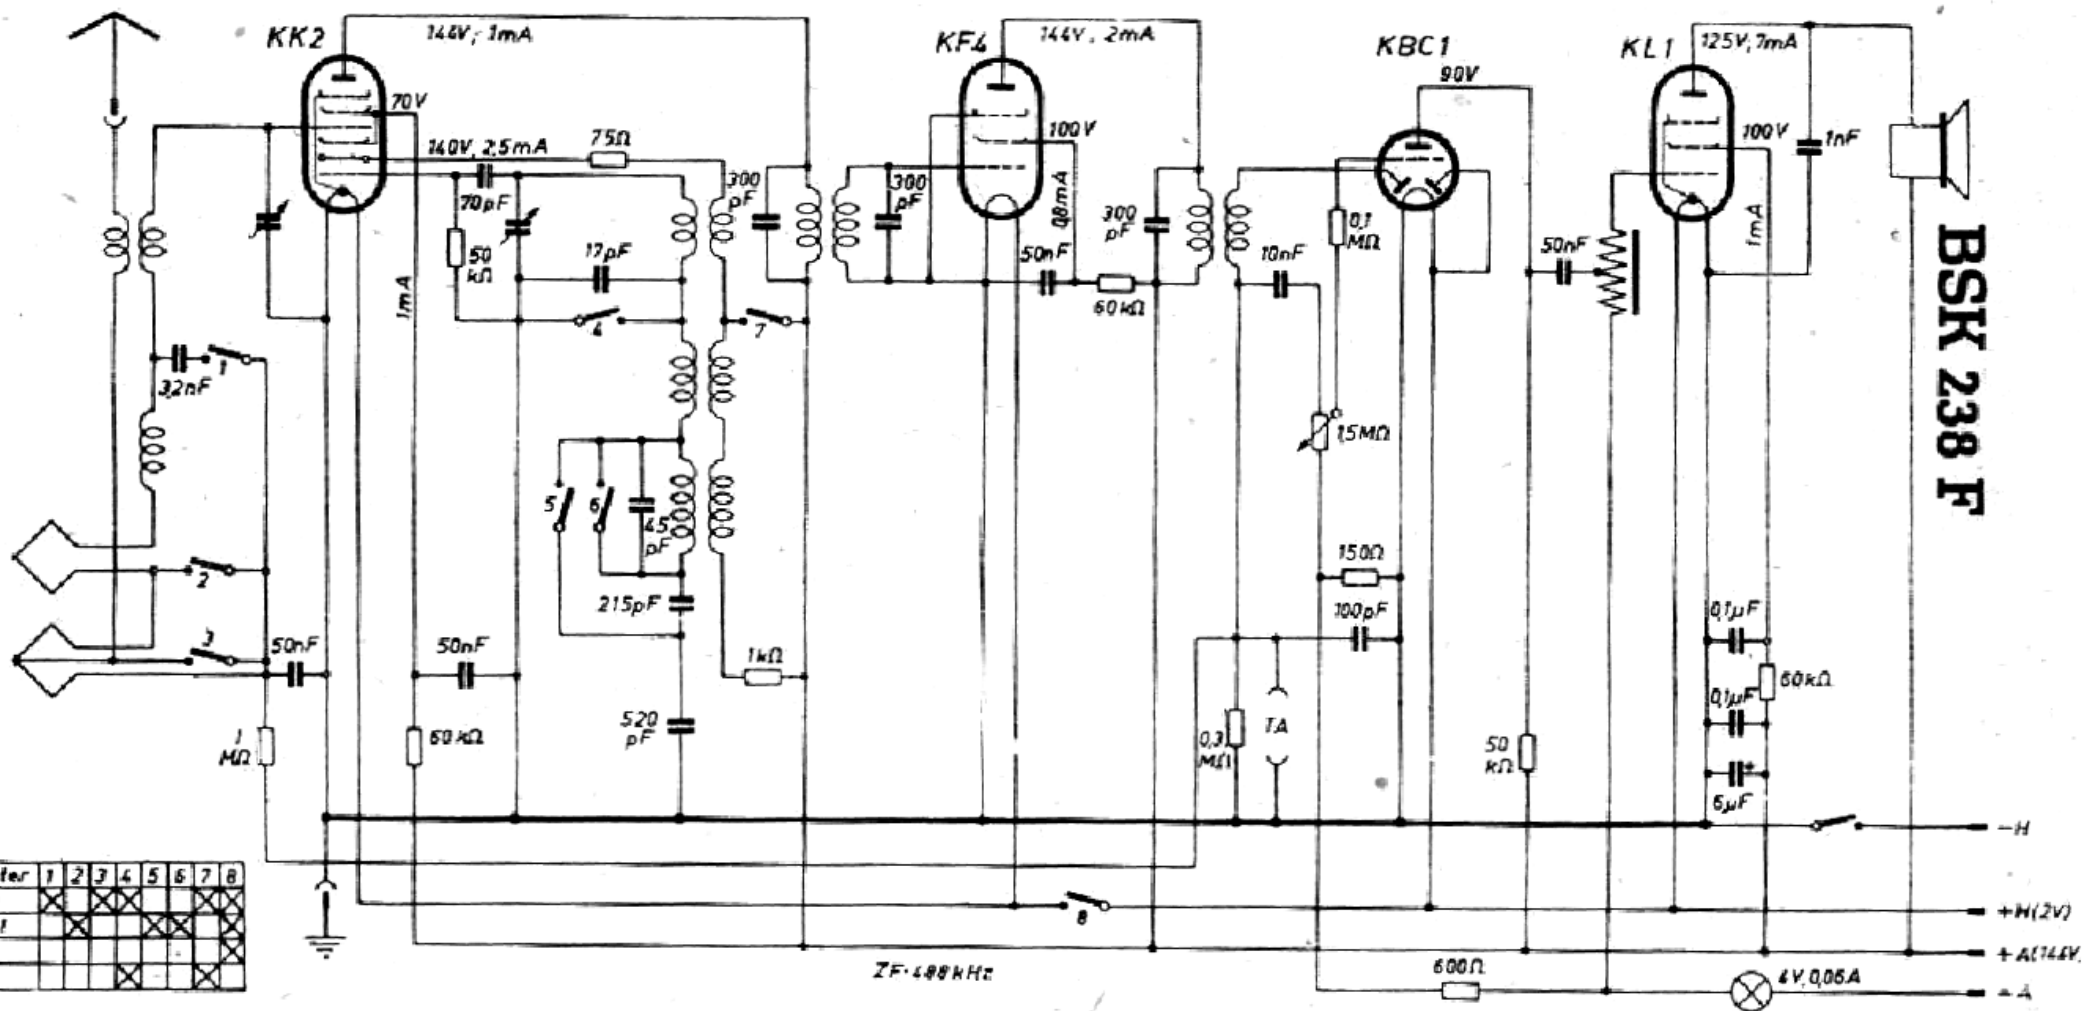 KK2
144V, 1mA
KF4
144V, 2mA
KBC1
KL1
125V, 7mA
70V
140V, 2,5mA
75Ω
100V
90V
100V
1nF
70pF
300 pF
300 pF
0,8mA
300 pF
0,1 MΩ
1mA
BSK 238 F
50 kΩ
17pF
50nF
60kΩ
10nF
50nF
1mA
4
7
3,2nF
1
1,5MΩ
5
6
45 pF
2
150Ω
215pF
100pF
0,1µF
3
50nF
50nF
1kΩ
60kΩ
0,1µF
1 MΩ
60kΩ
520 pF
0,3 MΩ
TA
50 kΩ
6µF
+
-H
ter 1 2 3 4 5 6 7 8
8
+H(2V)
+A(144V
ZF·488kHz
600Ω
4V, 0,06A
-A